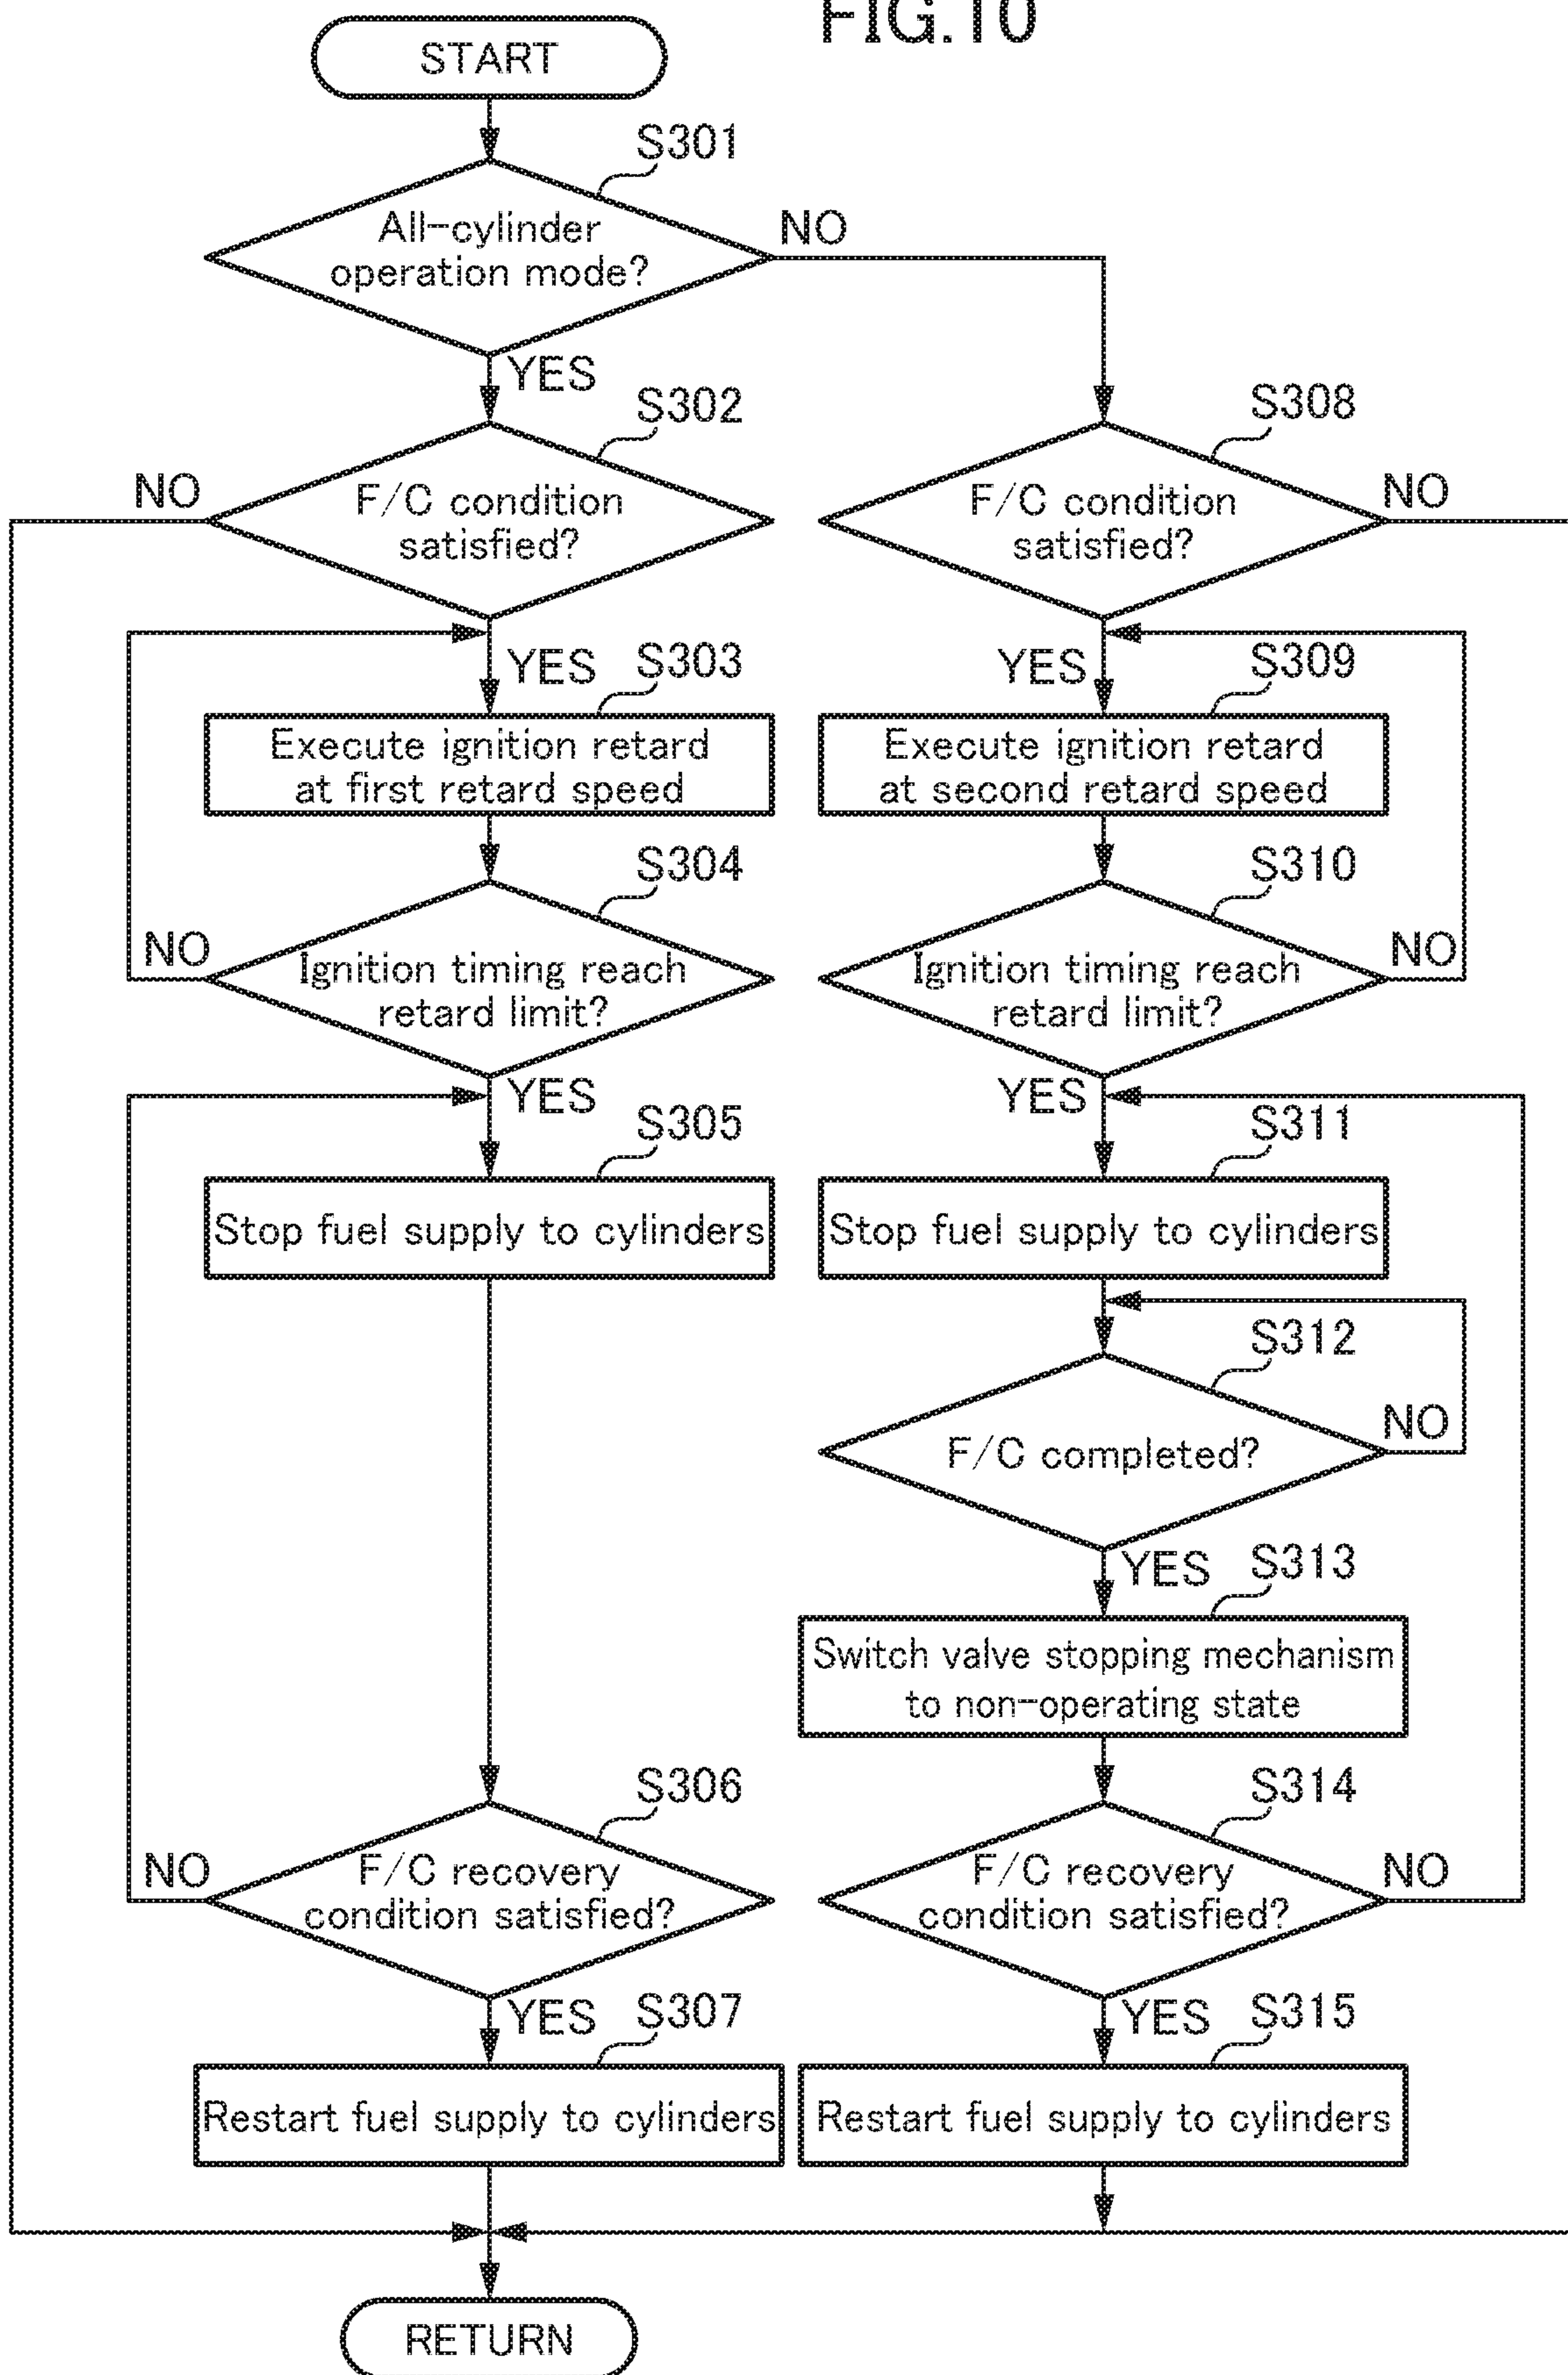 FIG.10
START
S301
All-cylinder
operation mode?
NO
YES
S302
F/C condition
satisfied?
NO
YES
S303
Execute ignition retard
at first retard speed
S304
Ignition timing reach
retard limit?
NO
YES
S305
Stop fuel supply to cylinders
S306
F/C recovery
condition satisfied?
NO
YES
S307
Restart fuel supply to cylinders
S308
F/C condition
satisfied?
NO
YES
S309
Execute ignition retard
at second retard speed
S310
Ignition timing reach
retard limit?
NO
YES
S311
Stop fuel supply to cylinders
S312
F/C completed?
NO
YES
S313
Switch valve stopping mechanism
to non-operating state
S314
F/C recovery
condition satisfied?
NO
YES
S315
Restart fuel supply to cylinders
RETURN